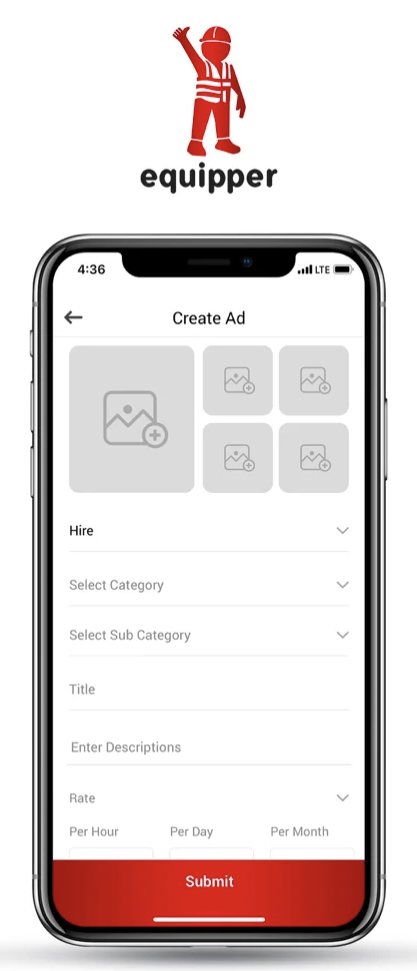 equipper
4:36
LTE
Create Ad
Hire
Select Category
Select Sub Category
Title
Enter Descriptions
Rate
Per Hour Per Day Per Month
Submit